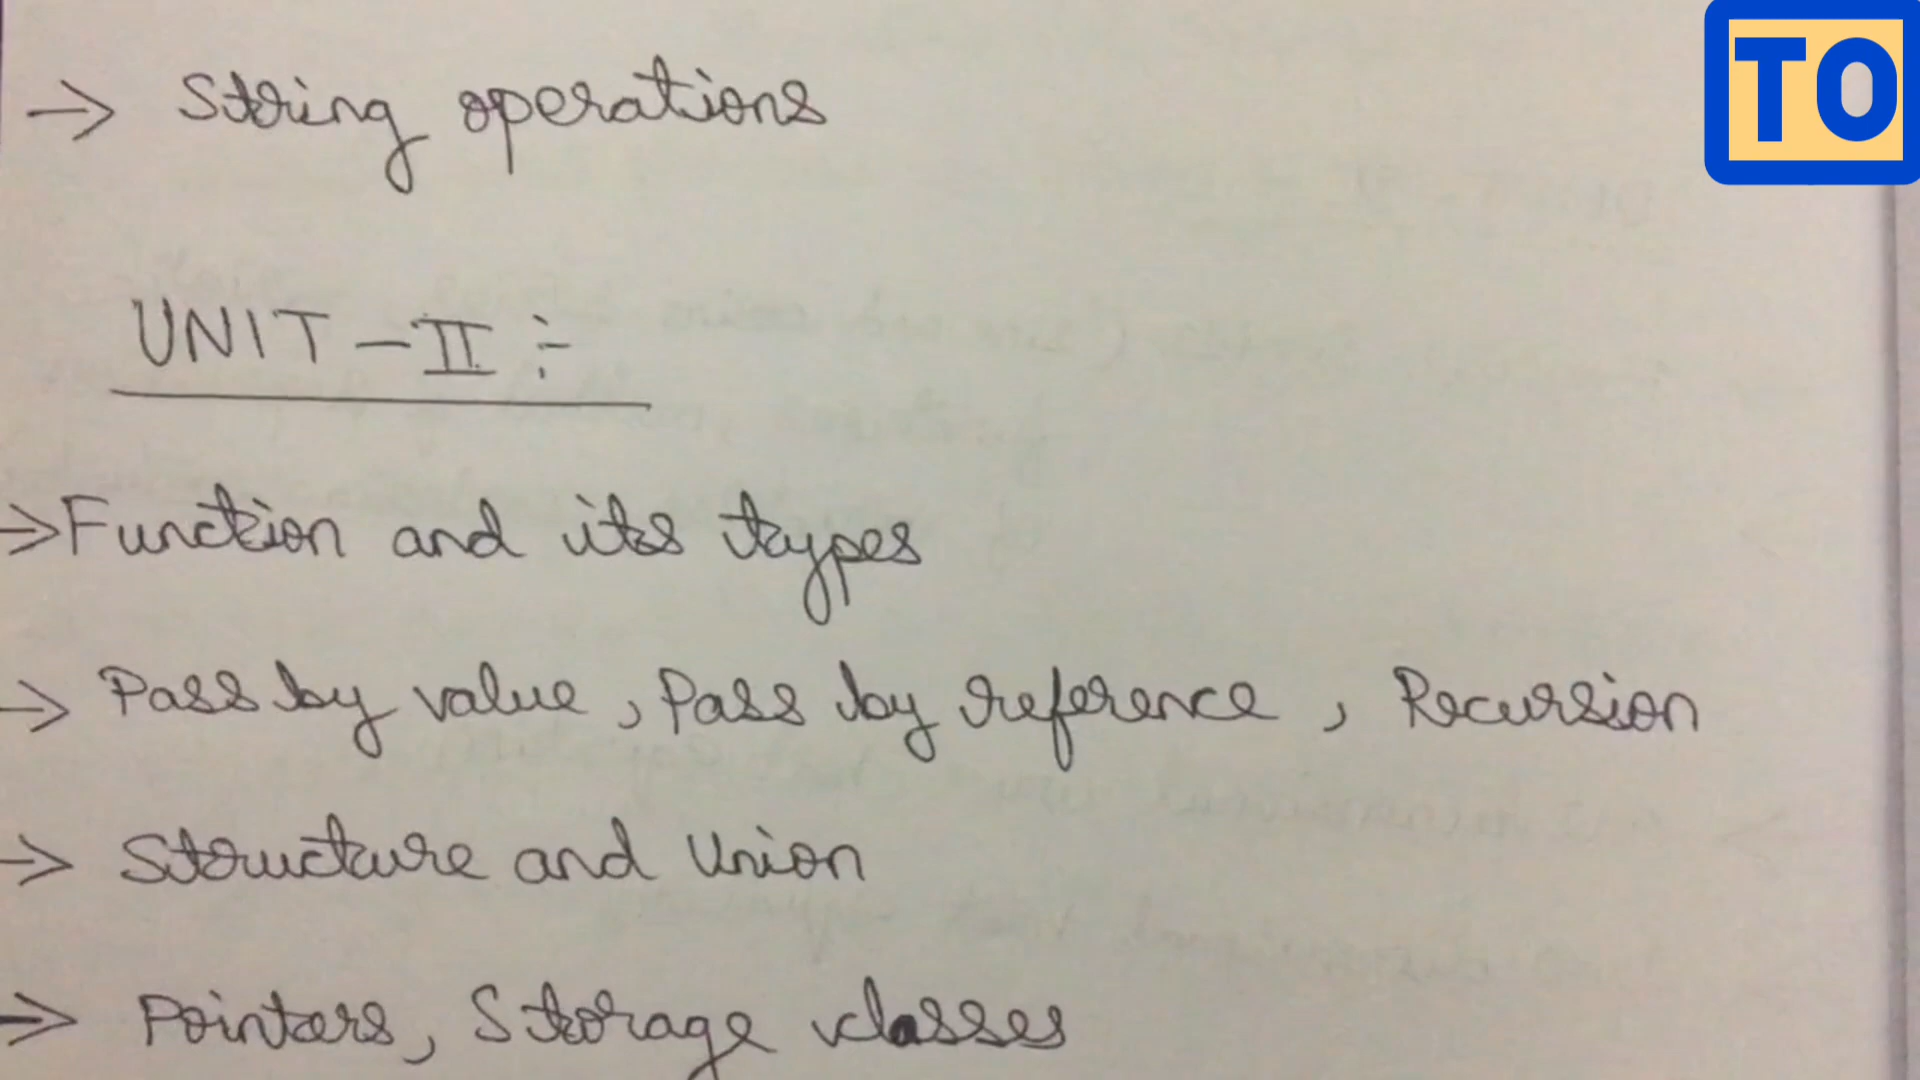 TO
→ String operations
UNIT-II :-
→ Function and its types
→ Pass by value, Pass by reference, Recursion
→ Structure and Union
→ Pointers, Storage classes